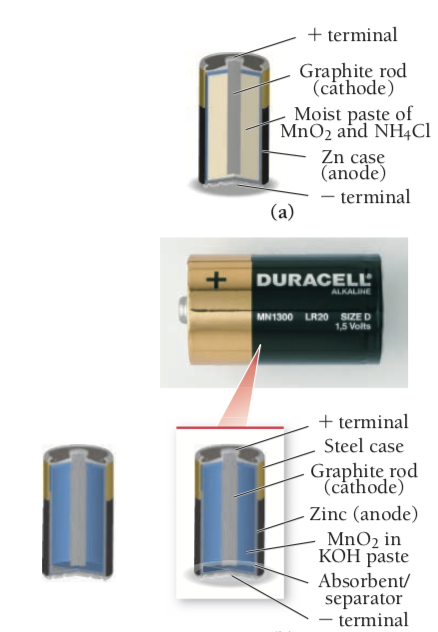 + terminal
Graphite rod
(cathode)
Moist paste of
MnO2 and NH4Cl
Zn case
(anode)
− terminal
(a)
+
DURACELL®
ALKALINE
MN1300 LR20 SIZE D
1,5 Volts
+ terminal
Steel case
Graphite rod
(cathode)
Zinc (anode)
MnO2 in
KOH paste
Absorbent/
separator
− terminal